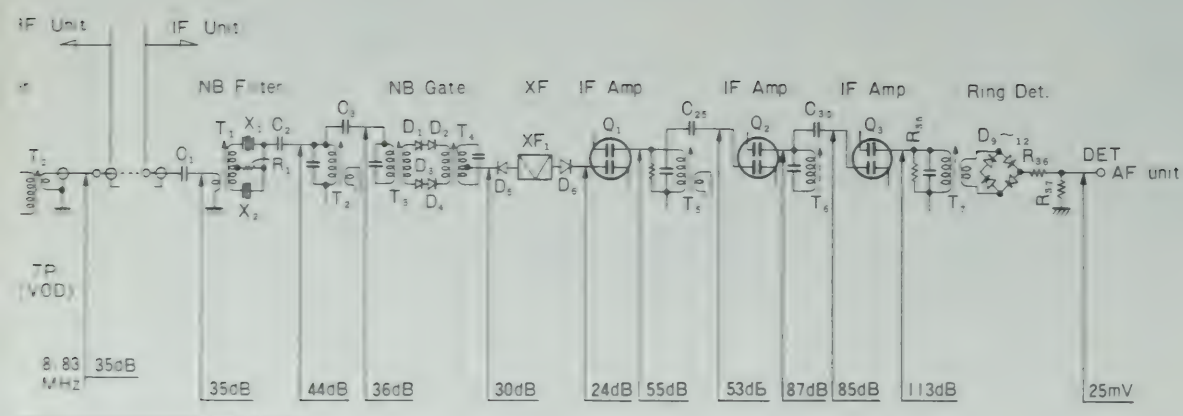 IF Unit IF Unit
NB Filter NB Gate XF IF Amp IF Amp IF Amp Ring Det.
T1 X1 C2 C3 D1 D2 T4 XF1 Q1 C25 Q2 C30 Q3 R35 D9~12
C1 R1 D3 D5 D6 R36 DET
X2 T2 T3 D4 T5 T6 T7 R37 AF unit
TP
(VOD)
8.83 MHz 35dB
35dB 44dB 36dB 30dB 24dB 55dB 53dB 87dB 85dB 113dB 25mV